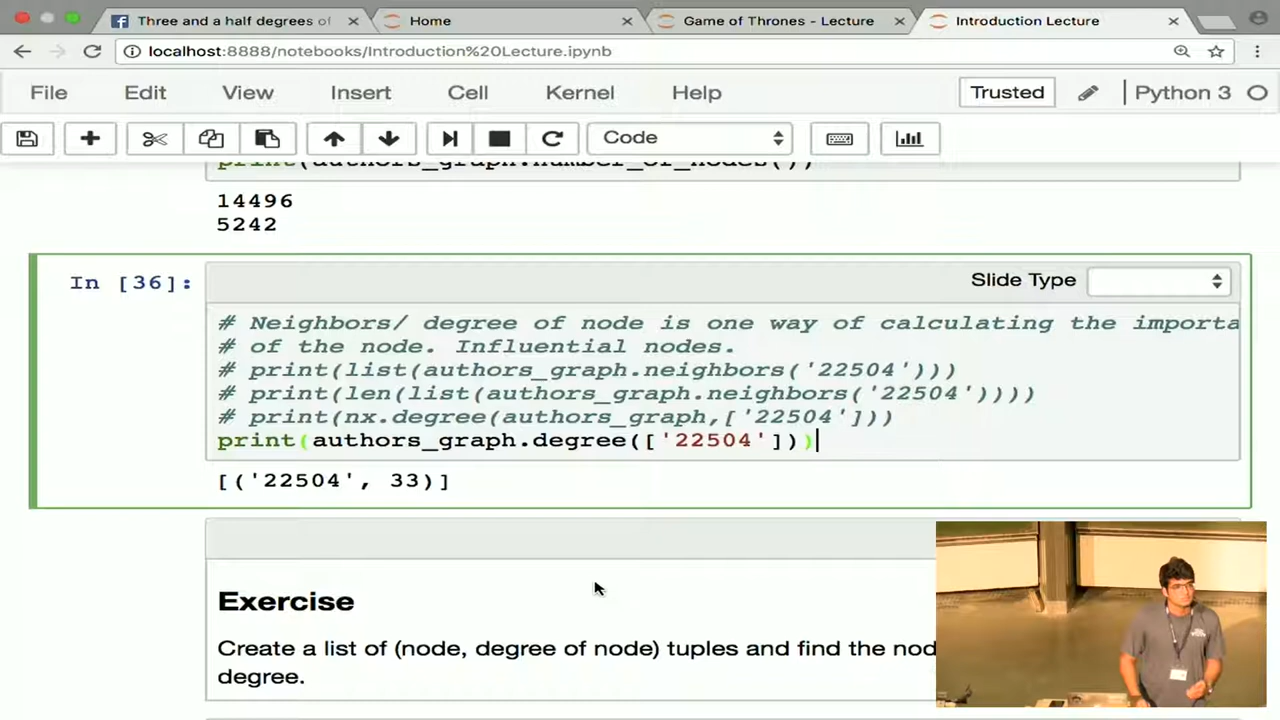 Three and a half degrees of
Home
Game of Thrones - Lecture
Introduction Lecture
localhost:8888/notebooks/Introduction%20Lecture.ipynb
File Edit View Insert Cell Kernel Help Trusted Python 3
Code
print(authors_graph.number_of_nodes())
14496
5242
In [36]:
Slide Type
# Neighbors/ degree of node is one way of calculating the importa
# of the node. Influential nodes.
# print(list(authors_graph.neighbors('22504')))
# print(len(list(authors_graph.neighbors('22504'))))
# print(nx.degree(authors_graph,['22504']))
print(authors_graph.degree(['22504']))
[('22504', 33)]
Exercise
Create a list of (node, degree of node) tuples and find the nod
degree.